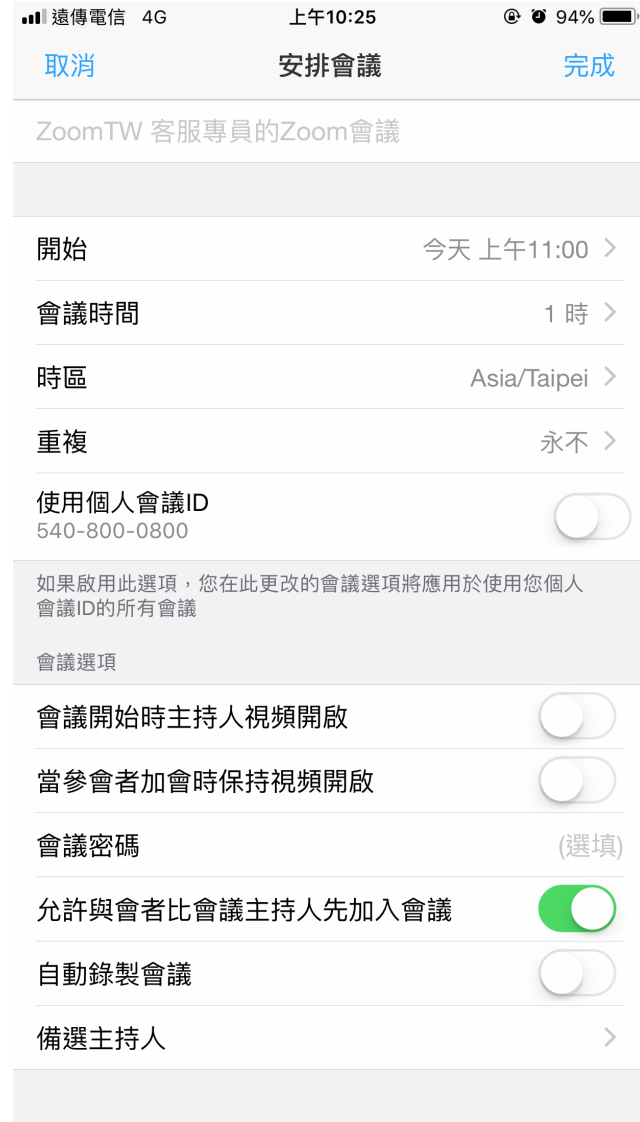 遠傳電信 4G 上午10:25 94%
取消 安排會議 完成
ZoomTW 客服專員的Zoom會議
開始 今天 上午11:00
會議時間 1 時
時區 Asia/Taipei
重複 永不
使用個人會議ID
540-800-0800
如果啟用此選項，您在此更改的會議選項將應用於使用您個人
會議ID的所有會議
會議選項
會議開始時主持人視頻開啟
當參會者加會時保持視頻開啟
會議密碼 (選填)
允許與會者比會議主持人先加入會議
自動錄製會議
備選主持人